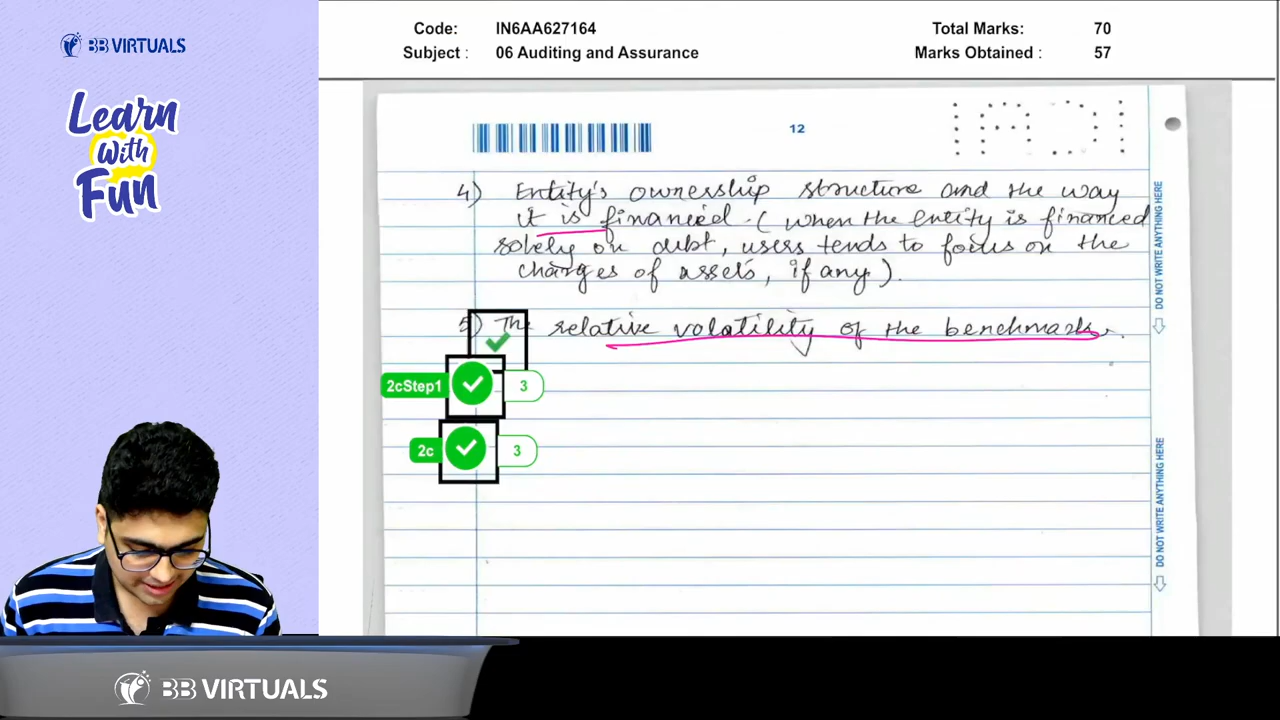 BB VIRTUALS
Learn
with
Fun
Code: IN6AA627164
Subject : 06 Auditing and Assurance
Total Marks: 70
Marks Obtained : 57
12
4) Entity's ownership structure and the way
it is financed. (when the entity is financed
solely on debt, users tends to focus on the
charges of assets, if any).
5) The relative volatility of the benchmark.
2cStep1 3
2c 3
DO NOT WRITE ANYTHING HERE
DO NOT WRITE ANYTHING HERE
BB VIRTUALS